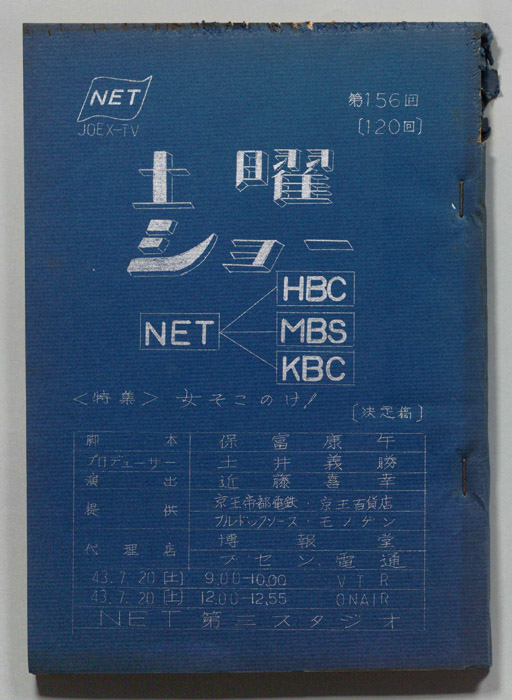 NET
JOEX-TV
第156回
〔120回〕
土曜
ショー
NET
HBC
MBS
KBC
<特集> 女そこのけ!
〔決定稿〕
脚本 保富康午
プロデューサー 土井義勝
演出 近藤喜幸
提供 京王帝都電鉄・京王百貨店
ブルドックソース・モノゲン
代理店 博報堂
電通
43.7.20(土) 9.00-10.00 VTR
43.7.20(土) 12.00-12.55 ONAIR
NET 第三スタジオ